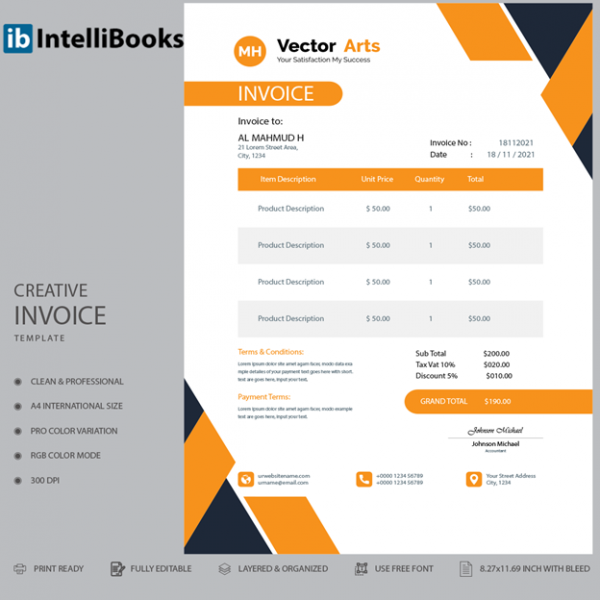 ib IntelliBooks
MH
Vector Arts
Your Satisfaction My Success
INVOICE
Invoice to:
AL MAHMUD H
21 Lorem Street Area,
City, 1234
Invoice No : 18112021
Date : 18 / 11 / 2021
Item Description Unit Price Quantity Total
Product Description $ 50.00 1 $50.00
Product Description $ 50.00 1 $50.00
Product Description $ 50.00 1 $50.00
Product Description $ 50.00 1 $50.00
Terms & Conditions:
Lorem ipsum dolor sit amet agam lisce, modo data esa
mple detailes of your payment text goes here with short.
text are goes here, input your text.
Payment Terms:
Lorem ipsum dolor sit amet agam lisce, modo example
text are goes here, input your text.
Sub Total $200.00
Tax Vat 10% $020.00
Discount 5% $010.00
GRAND TOTAL $190.00
Johnson Michael
Johnson Michael
Accountant
urwebsitename.com
urname@email.com
+0000 1234 56789
+0000 1234 56789
Your Street Address
City, 1234
CREATIVE
INVOICE
TEMPLATE
CLEAN & PROFESSIONAL
A4 INTERNATIONAL SIZE
PRO COLOR VARIATION
RGB COLOR MODE
300 DPI
PRINT READY
FULLY EDITABLE
LAYERED & ORGANIZED
USE FREE FONT
8.27x11.69 INCH WITH BLEED